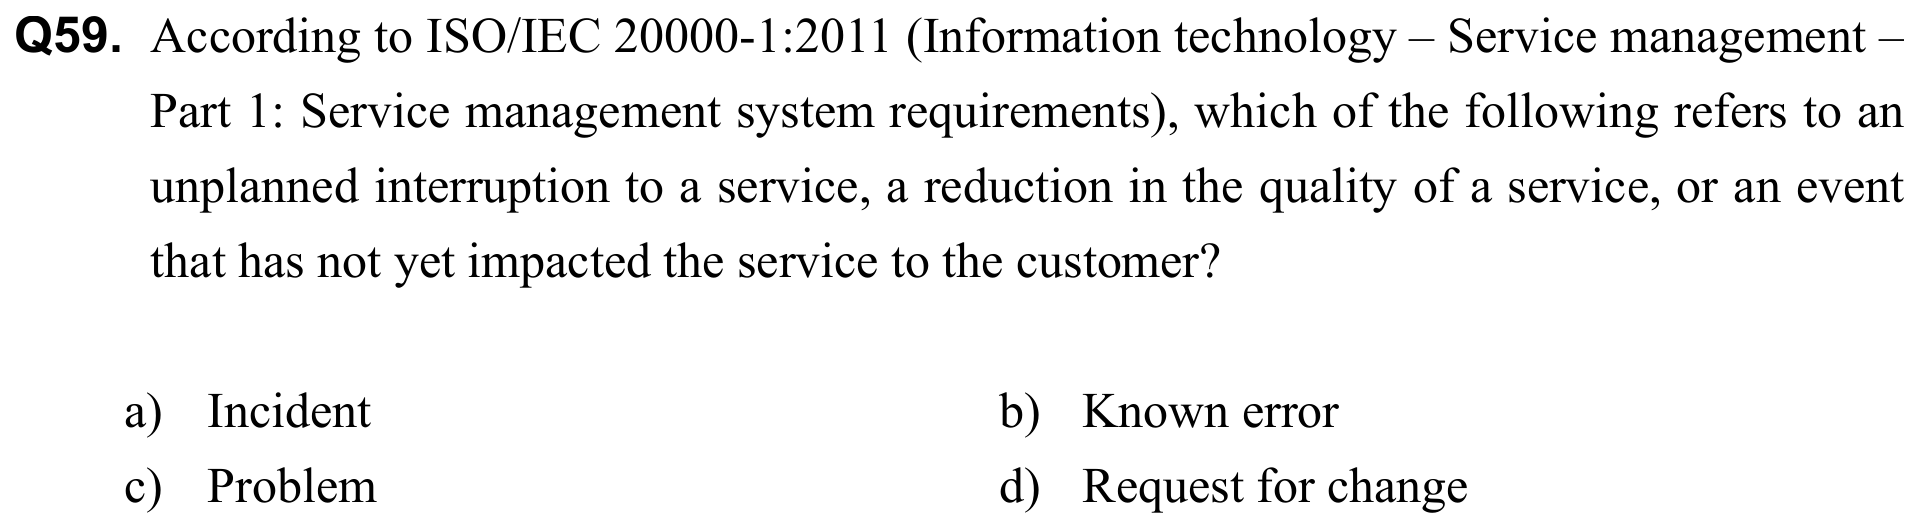 Q59. According to ISO/IEC 20000-1:2011 (Information technology – Service management –
Part 1: Service management system requirements), which of the following refers to an
unplanned interruption to a service, a reduction in the quality of a service, or an event
that has not yet impacted the service to the customer?
a) Incident b) Known error
c) Problem d) Request for change